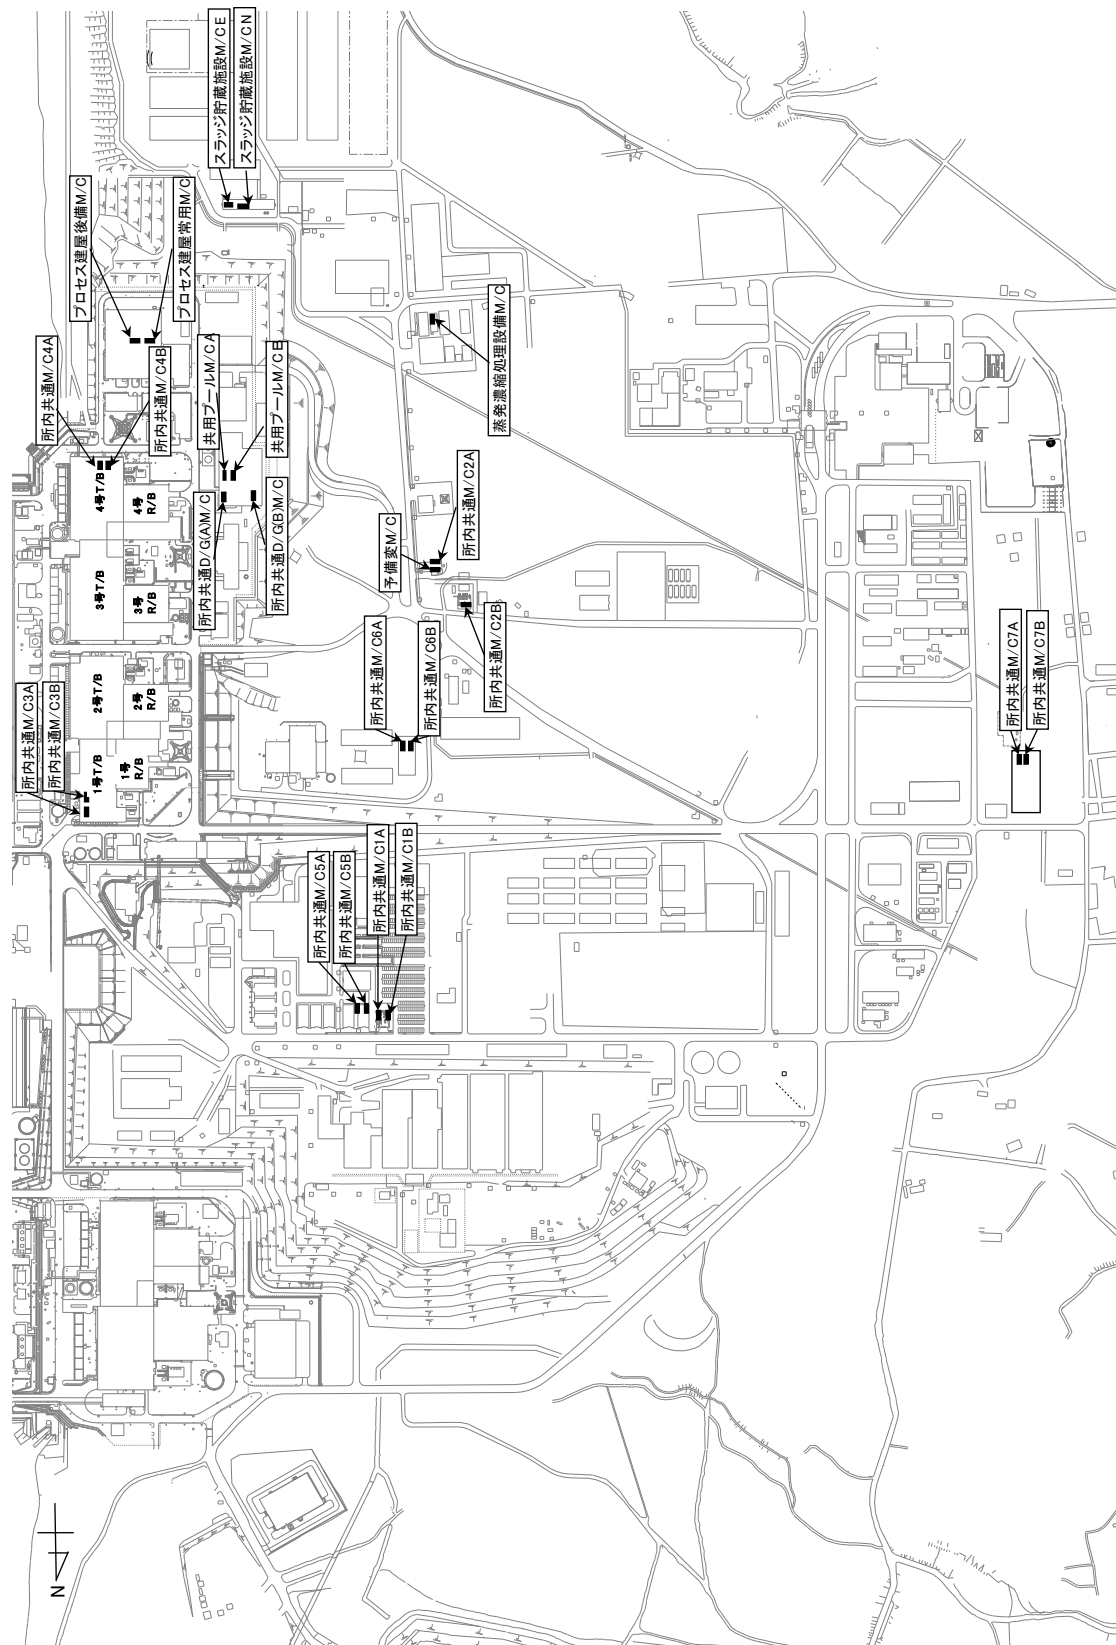 スラッジ貯蔵施設M/CE
スラッジ貯蔵施設M/CN
プロセス建屋後備M/C
プロセス建屋常用M/C
所内共通M/C4A
所内共通M/C4B
共用プールM/CA
共用プールM/CB
所内共通D/G(A)M/C
所内共通D/G(B)M/C
蒸発濃縮処理設備M/C
予備変M/C
所内共通M/C2A
所内共通M/C2B
所内共通M/C6A
所内共通M/C6B
所内共通M/C3A
所内共通M/C3B
4号T/B
4号
R/B
3号T/B
3号
R/B
2号T/B
2号
R/B
1号T/B
1号
R/B
所内共通M/C7A
所内共通M/C7B
所内共通M/C5A
所内共通M/C5B
所内共通M/C1A
所内共通M/C1B
N